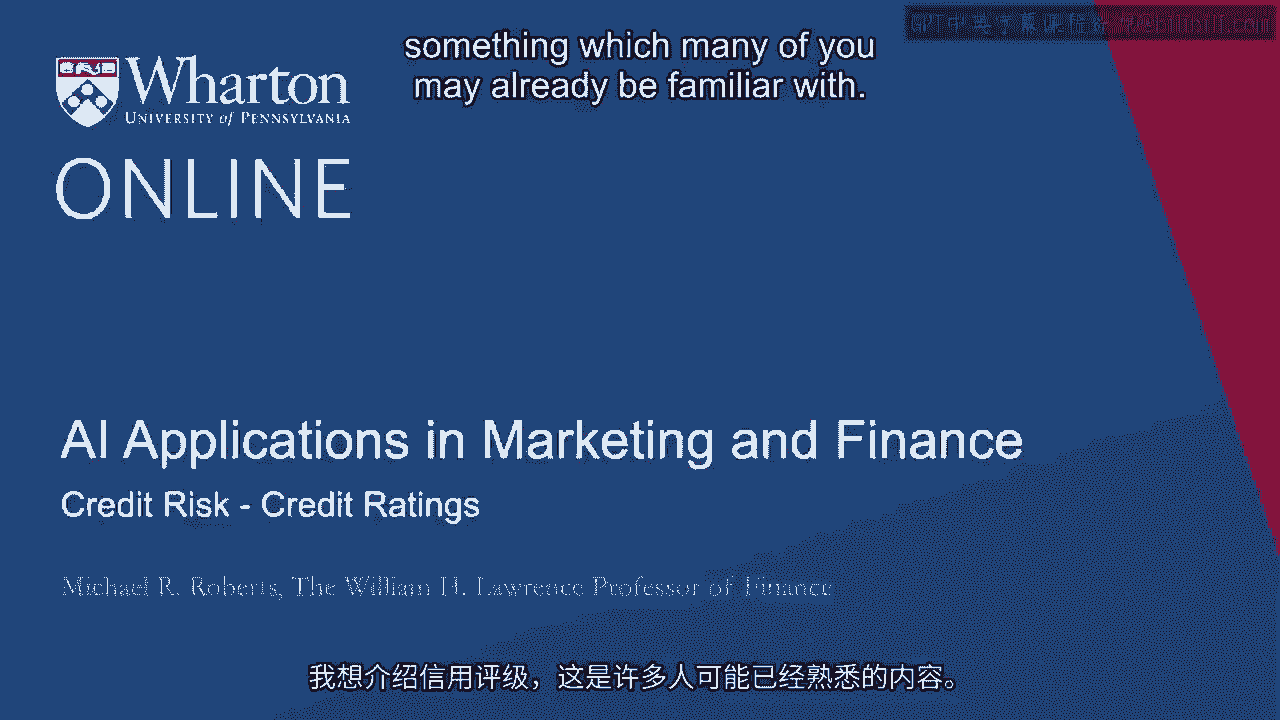 something which many of you
may already be familiar with.
Wharton
UNIVERSITY of PENNSYLVANIA
ONLINE
AI Applications in Marketing and Finance
Credit Risk - Credit Ratings
Michael R. Roberts, The William H. Lawrence Professor of Finance
我想介绍信用评级，这是许多人可能已经熟悉的内容。